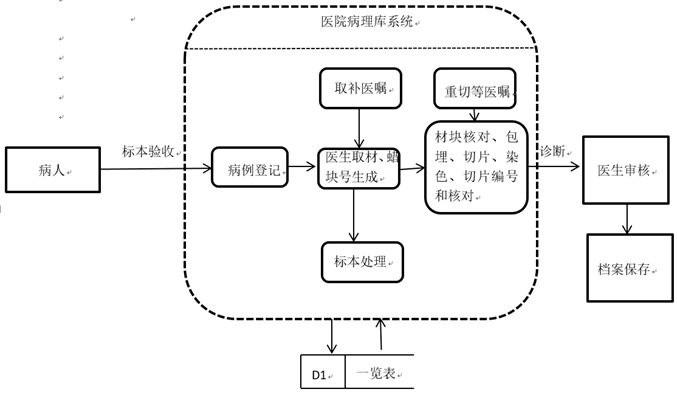 医院病理库系统
取补医嘱
重切等医嘱
标本验收
病人
病例登记
医生取材、蜡
块号生成
材块核对、包
埋、切片、染
色、切片编号
和核对
诊断
医生审核
标本处理
档案保存
D1
一览表